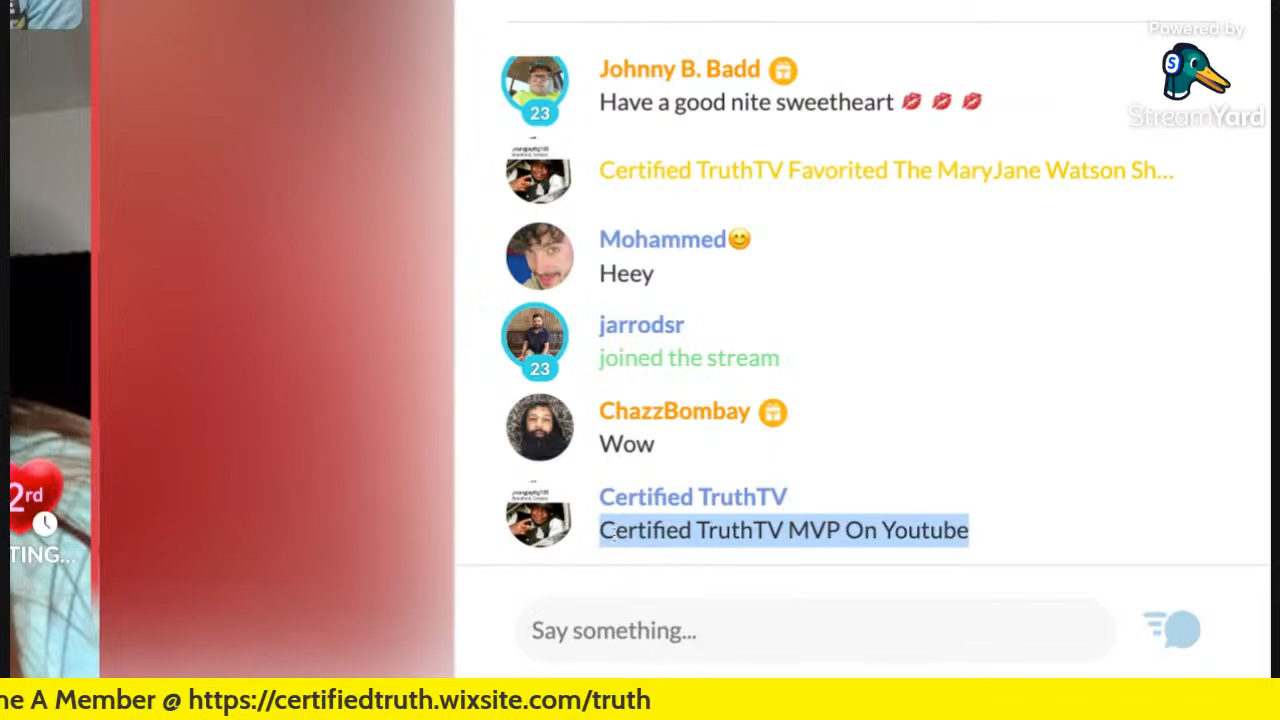 Powered by
StreamYard
Johnny B. Badd
Have a good nite sweetheart 💋 💋 💋
23
Certified TruthTV Favorited The MaryJane Watson Sh...
Mohammed😊
Heey
jarrodsr
joined the stream
23
ChazzBombay
Wow
Certified TruthTV
Certified TruthTV MVP On Youtube
2rd
TING...
Say something...
ne A Member @ https://certifiedtruth.wixsite.com/truth